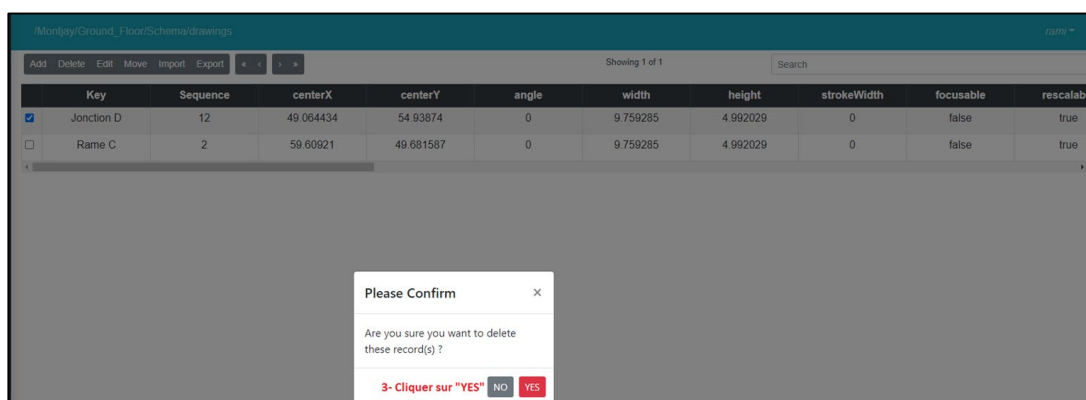 /Montjay/Ground_Floor/Schema/drawings rami
Add Delete Edit Move Import Export « ‹ › » Showing 1 of 1 Search
Key Sequence centerX centerY angle width height strokeWidth focusable rescalab
Jonction D 12 49.064434 54.93874 0 9.759285 4.992029 0 false true
Rame C 2 59.60921 49.681587 0 9.759285 4.992029 0 false true
Please Confirm ×
Are you sure you want to delete
these record(s) ?
3- Cliquer sur "YES" NO YES